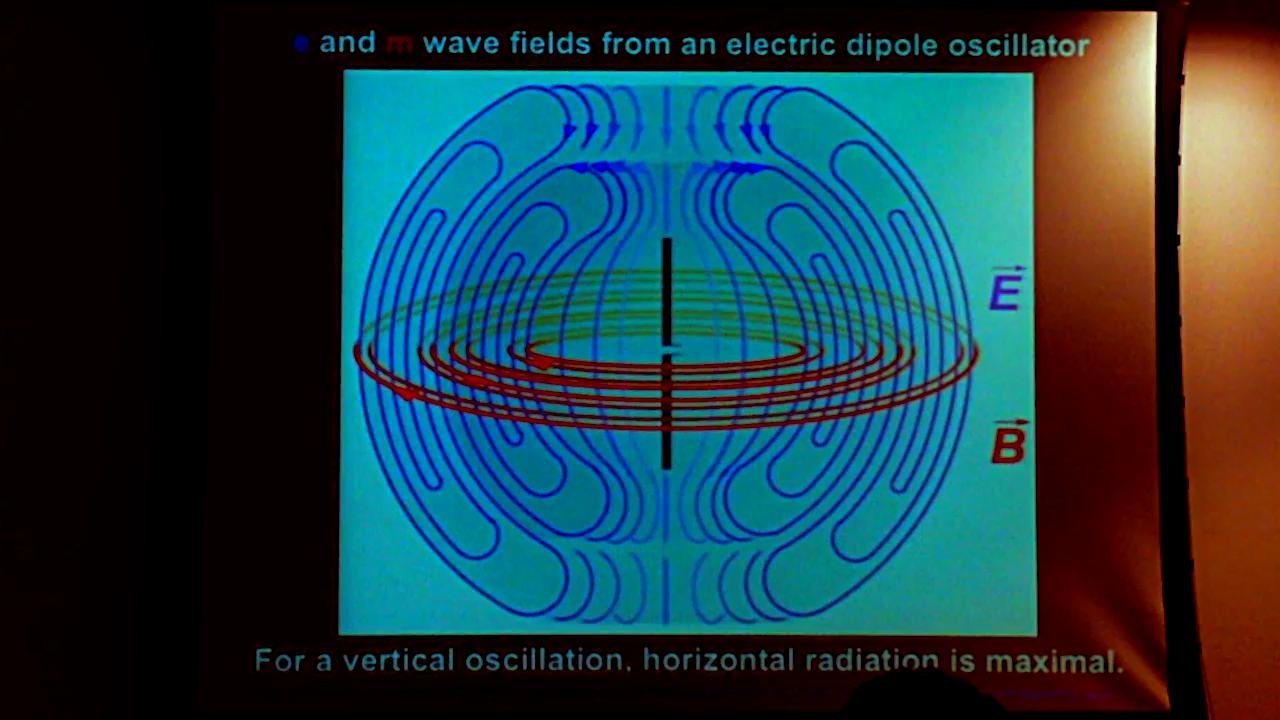 e and m wave fields from an electric dipole oscillator
E
B
For a vertical oscillation, horizontal radiation is maximal.